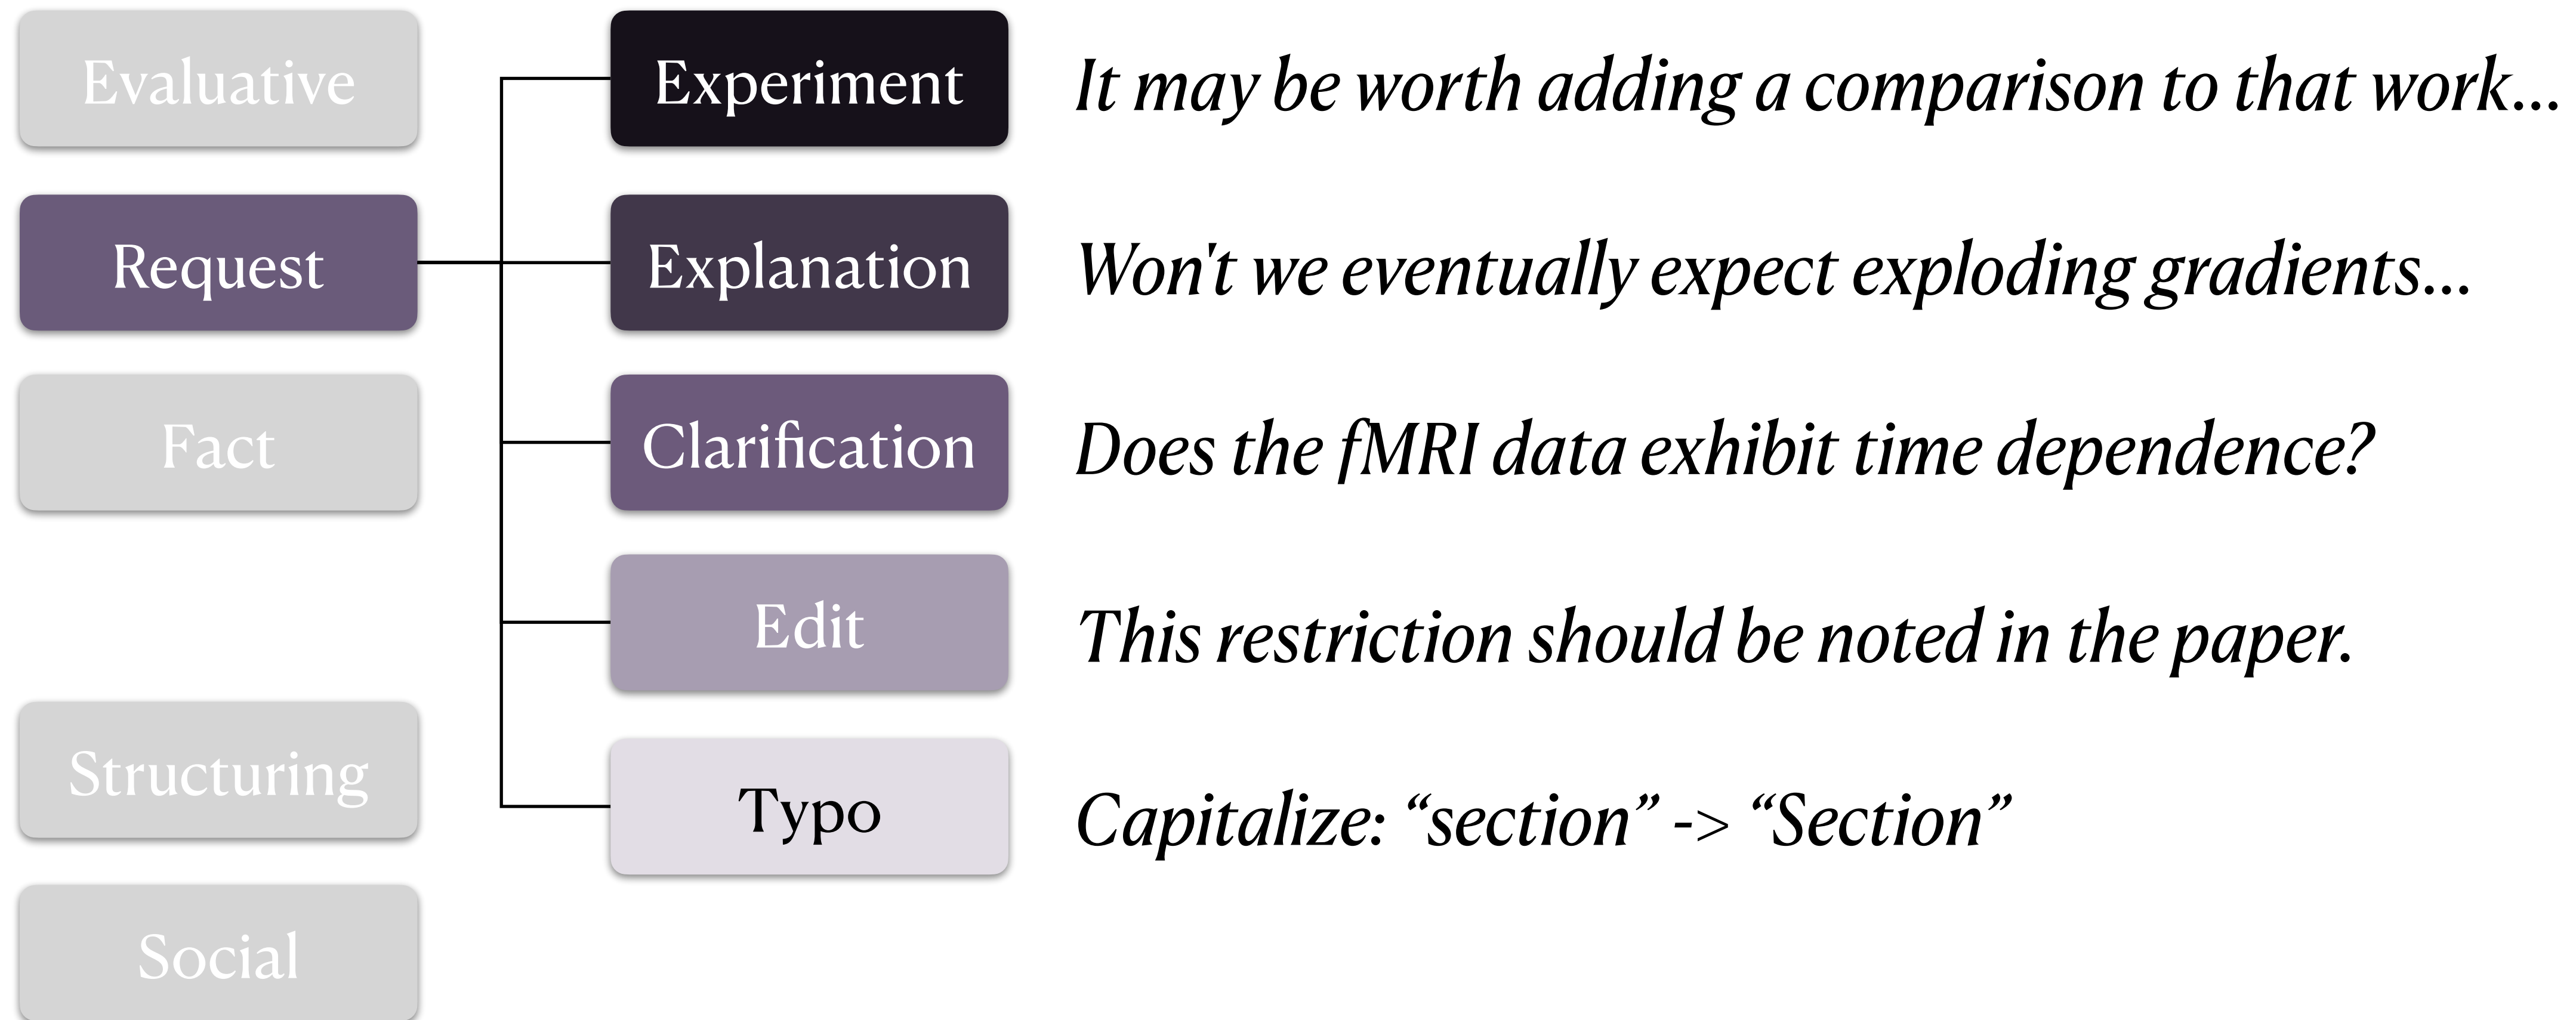 Evaluative
Experiment
It may be worth adding a comparison to that work...
Request
Explanation
Won't we eventually expect exploding gradients...
Fact
Clarification
Does the fMRI data exhibit time dependence?
Edit
This restriction should be noted in the paper.
Structuring
Typo
Capitalize: “section” -> “Section”
Social